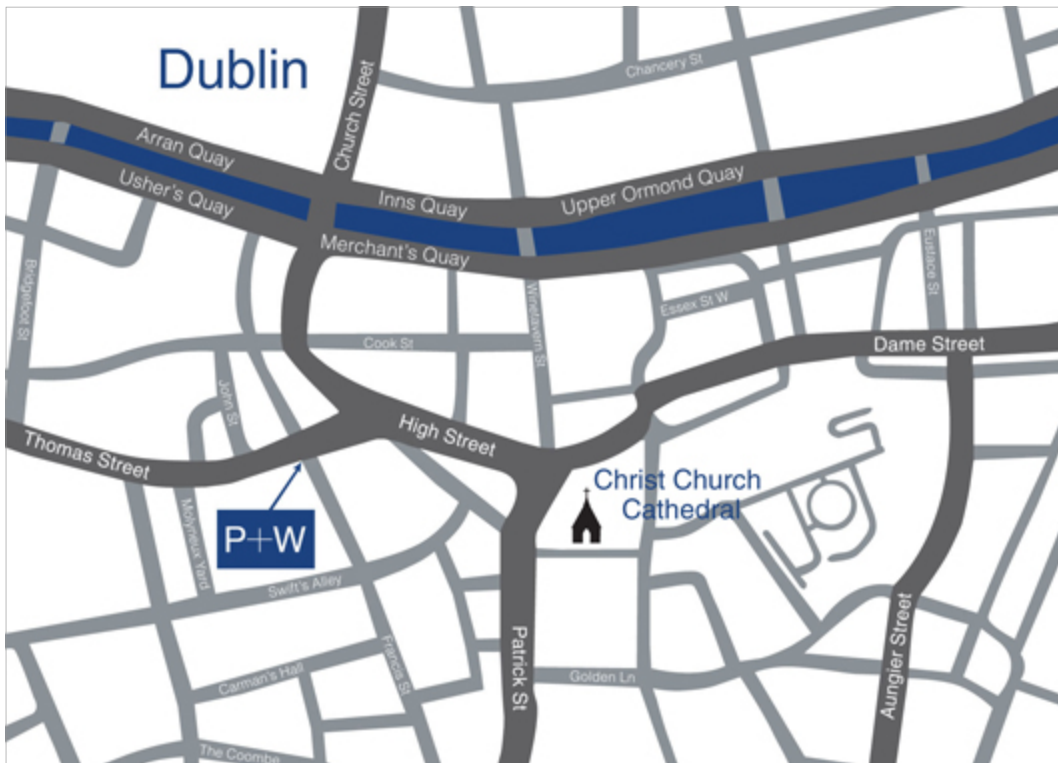 Dublin
Chancery St
Church Street
Arran Quay
Usher's Quay
Inns Quay
Upper Ormond Quay
Merchant's Quay
Bridgefoot St
Winetavern St
Essex St W
Eustace St
Cook St
Dame Street
John St
High Street
Thomas Street
Christ Church
Cathedral
P+W
Molyneux Yard
Swift's Alley
Francis St
Patrick St
Aungier Street
Carman's Hall
Golden Ln
The Coombe